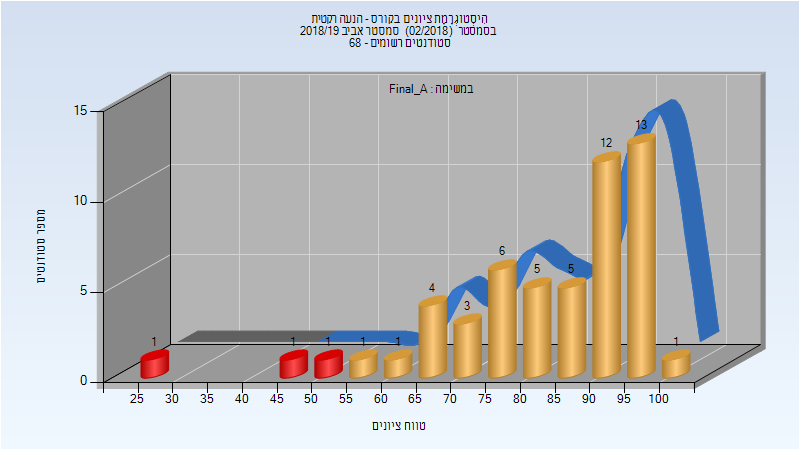 היסטוגרמת ציונים בקורס - הנעה רקטית
בסמסטר (02/2018) סמסטר אביב 2018/19
סטודנטים רשומים - 68
במשימה : Final_A
מספר סטודנטים
15
10
5
0
1
1
1
1
1
4
3
6
5
5
12
13
1
25 30 35 40 45 50 55 60 65 70 75 80 85 90 95 100
טווח ציונים